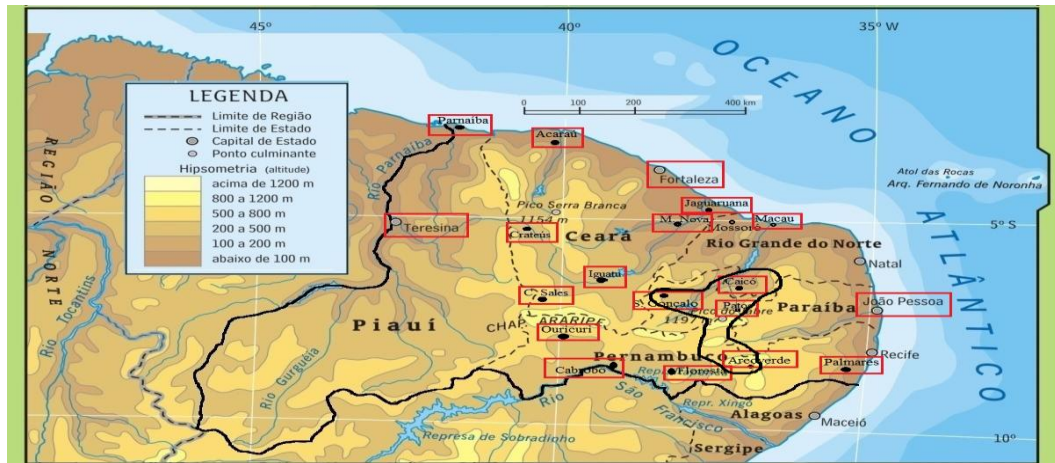 45°
40°
35° W
OCEANO
ATLÂNTICO
LEGENDA
Limite de Região
Limite de Estado
Capital de Estado
Ponto culminante
Hipsometria (altitude)
acima de 1200 m
800 a 1200 m
500 a 800 m
200 a 500 m
100 a 200 m
abaixo de 100 m
0 100 200 400 km
Parnaíba
Acaraú
Rio Parnaíba
Fortaleza
Atol das Rocas
Arq. Fernando de Noronha
REGIÃO NORTE
Pico Serra Branca
1154 m
Jaguaruana
Teresina
M. Nova
Mossoró
Macau
5° S
Crateús
Ceará
Rio Grande do Norte
Natal
Iguatu
Caicó
Rio Tocantins
Sales
S. Gonçalo
Paraíba
João Pessoa
Piauí
CHAP. ARARIPE
Ouricuri
Pernambuco
Recife
Rio Gurguéia
Cabrobó
Floresta
Arcoverde
Palmares
Rio São Francisco
Repr. Xingó
Alagoas
Maceió
Represa de Sobradinho
Sergipe
10°